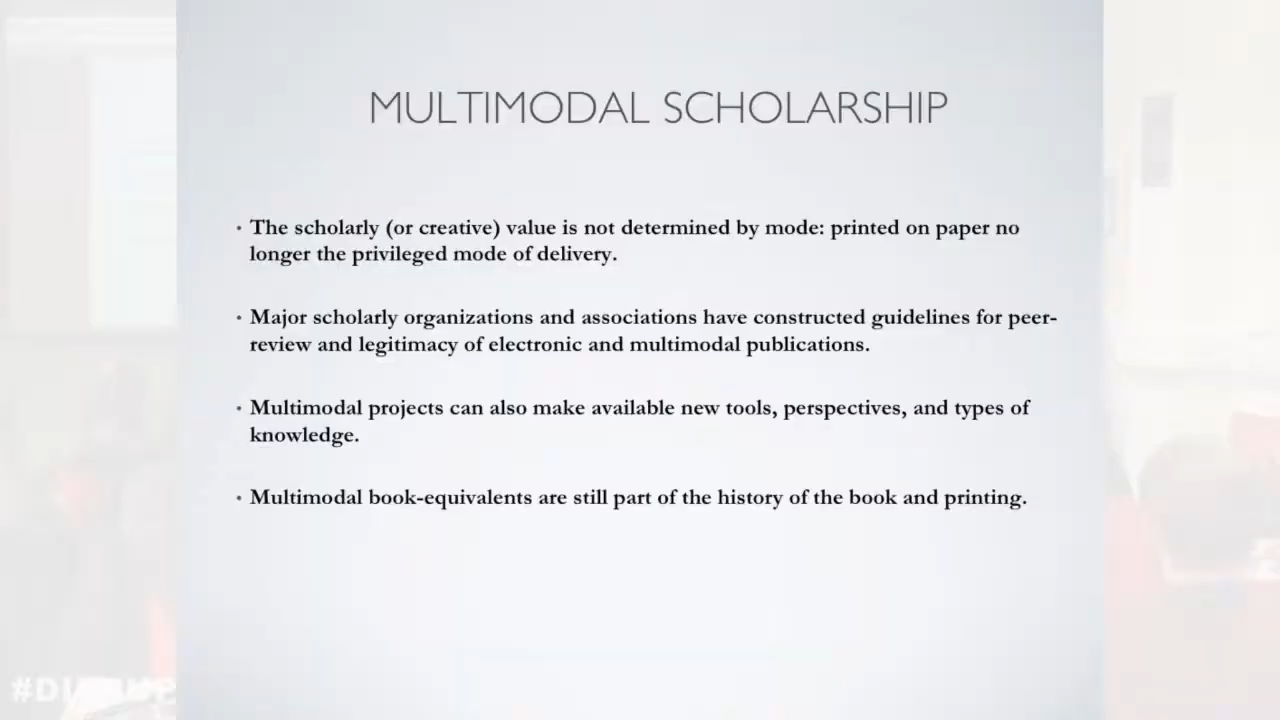 MULTIMODAL SCHOLARSHIP
• The scholarly (or creative) value is not determined by mode: printed on paper no
longer the privileged mode of delivery.
• Major scholarly organizations and associations have constructed guidelines for peer-
review and legitimacy of electronic and multimodal publications.
• Multimodal projects can also make available new tools, perspectives, and types of
knowledge.
• Multimodal book-equivalents are still part of the history of the book and printing.